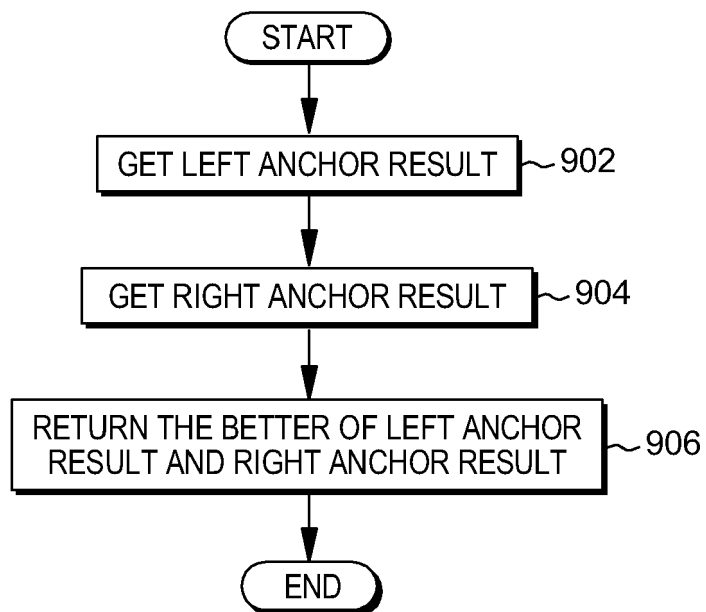 START
GET LEFT ANCHOR RESULT
902
GET RIGHT ANCHOR RESULT
904
RETURN THE BETTER OF LEFT ANCHOR
RESULT AND RIGHT ANCHOR RESULT
906
END